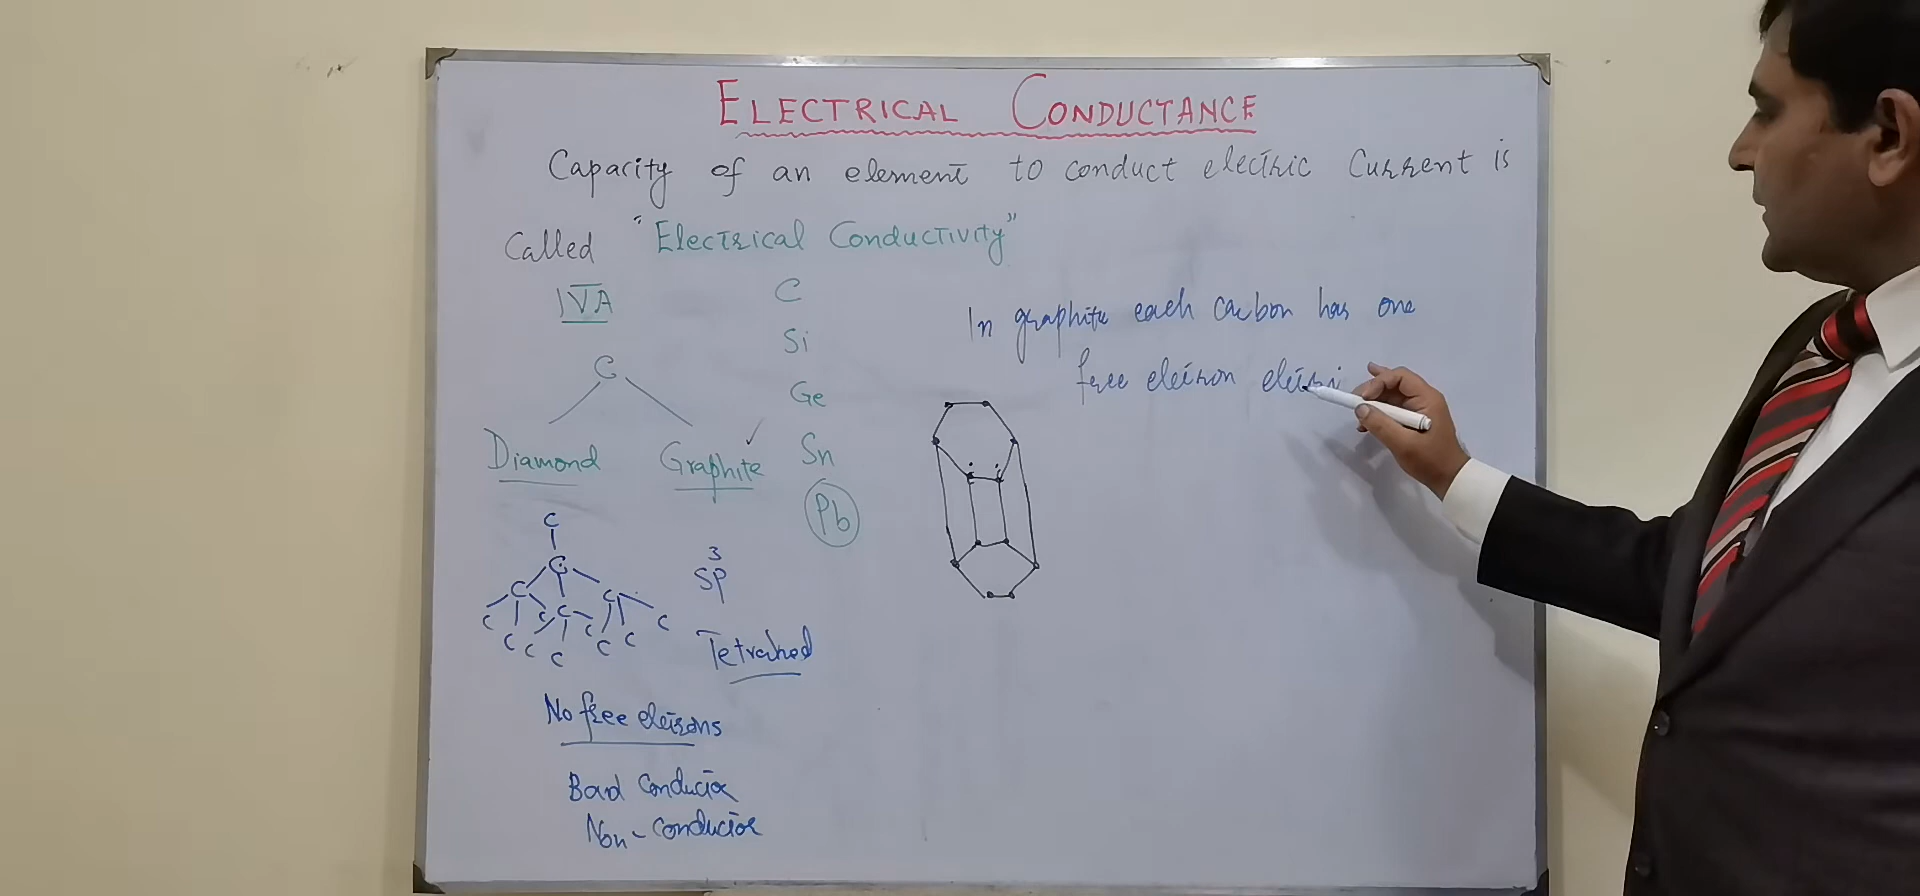 ELECTRICAL CONDUCTANCE
Capacity of an element to conduct electric Current is
Called "Electrical Conductivity"
IVA
C
Si
Ge
Sn
Pb
C
Diamond Graphite ✓
C
C
C C C
C C C C C
C C C C
SP³
Tetrahed
No free electrons
Bad Conductor
Non-Conductor
In graphite each carbon has one
free electron electri